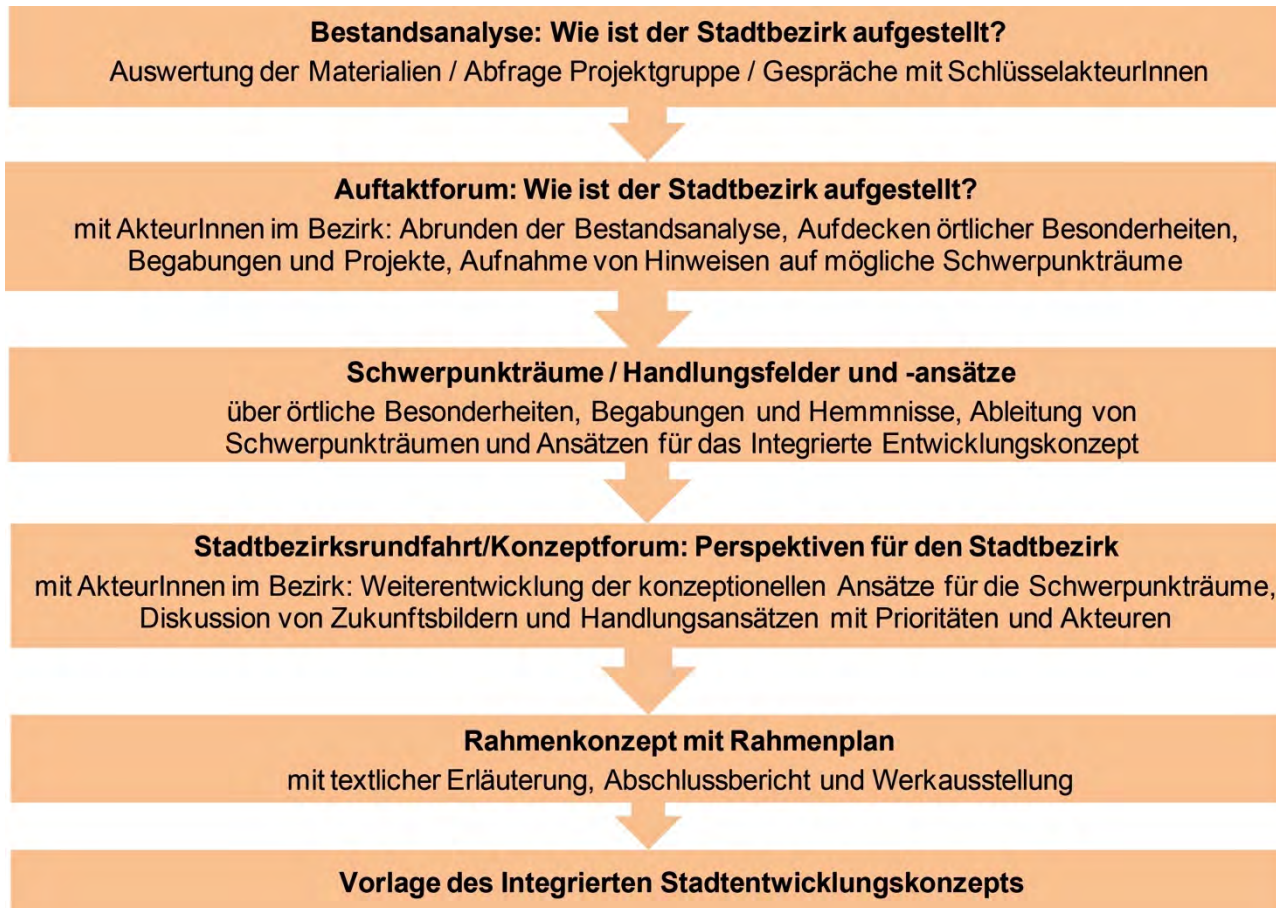 Bestandsanalyse: Wie ist der Stadtbezirk aufgestellt?
Auswertung der Materialien / Abfrage Projektgruppe / Gespräche mit SchlüsselakteurInnen
Auftaktforum: Wie ist der Stadtbezirk aufgestellt?
mit AkteurInnen im Bezirk: Abrunden der Bestandsanalyse, Aufdecken örtlicher Besonderheiten,
Begabungen und Projekte, Aufnahme von Hinweisen auf mögliche Schwerpunkträume
Schwerpunkträume / Handlungsfelder und -ansätze
über örtliche Besonderheiten, Begabungen und Hemmnisse, Ableitung von
Schwerpunkträumen und Ansätzen für das Integrierte Entwicklungskonzept
Stadtbezirksrundfahrt/Konzeptforum: Perspektiven für den Stadtbezirk
mit AkteurInnen im Bezirk: Weiterentwicklung der konzeptionellen Ansätze für die Schwerpunkträume,
Diskussion von Zukunftsbildern und Handlungsansätzen mit Prioritäten und Akteuren
Rahmenkonzept mit Rahmenplan
mit textlicher Erläuterung, Abschlussbericht und Werkausstellung
Vorlage des Integrierten Stadtentwicklungskonzepts